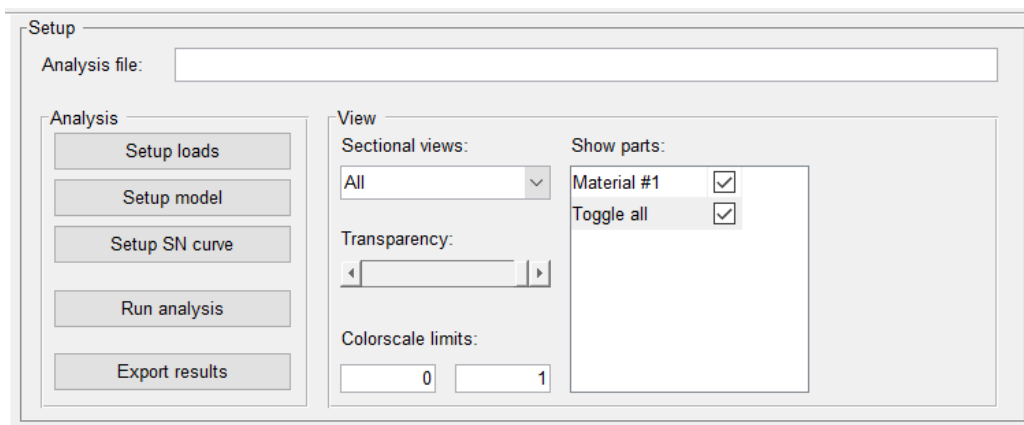 Setup
Analysis file:
Analysis
Setup loads
Setup model
Setup SN curve
Run analysis
Export results
View
Sectional views:
All
Transparency:
Colorscale limits:
0 1
Show parts:
Material #1
Toggle all